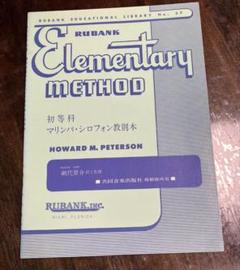 RUBANK EDUCATIONAL LIBRARY No. 37
RUBANK
Elementary
METHOD
初等科
マリンバ・シロフォン教則本
HOWARD M. PETERSON
RUBANK, INC.
MIAMI, FLORIDA